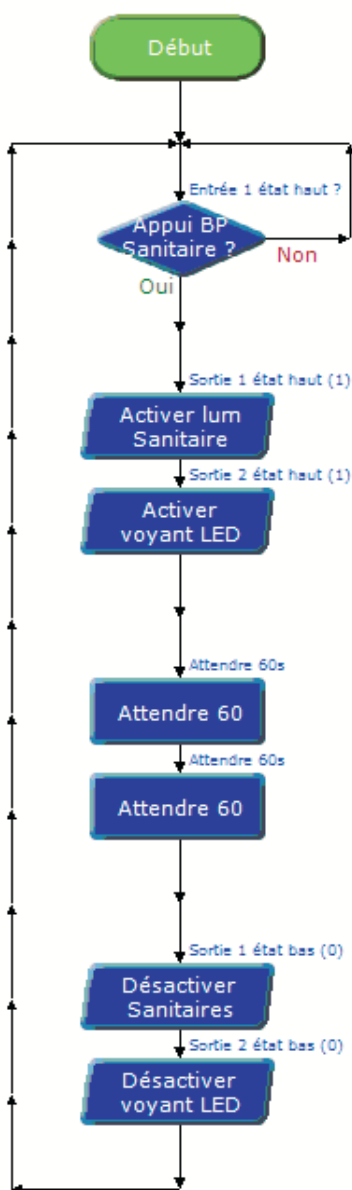 Début
Entrée 1 état haut ?
Appui BP
Sanitaire ?
Non
Oui
Sortie 1 état haut (1)
Activer lum
Sanitaire
Sortie 2 état haut (1)
Activer
voyant LED
Attendre 60s
Attendre 60
Attendre 60s
Attendre 60
Sortie 1 état bas (0)
Désactiver
Sanitaires
Sortie 2 état bas (0)
Désactiver
voyant LED